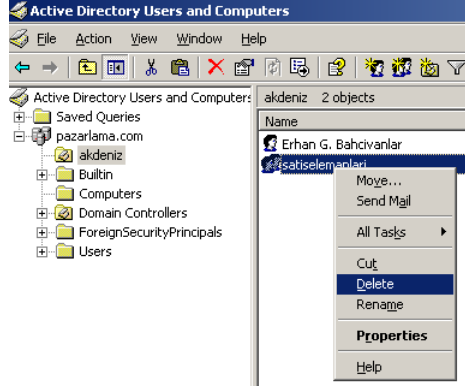 Active Directory Users and Computers
File Action View Window Help
Active Directory Users and Computers
Saved Queries
pazarlama.com
akdeniz
Builtin
Computers
Domain Controllers
ForeignSecurityPrincipals
Users
akdeniz 2 objects
Name
Erhan G. Bahcivanlar
satiselemanlari
Move...
Send Mail
All Tasks
Cut
Delete
Rename
Properties
Help